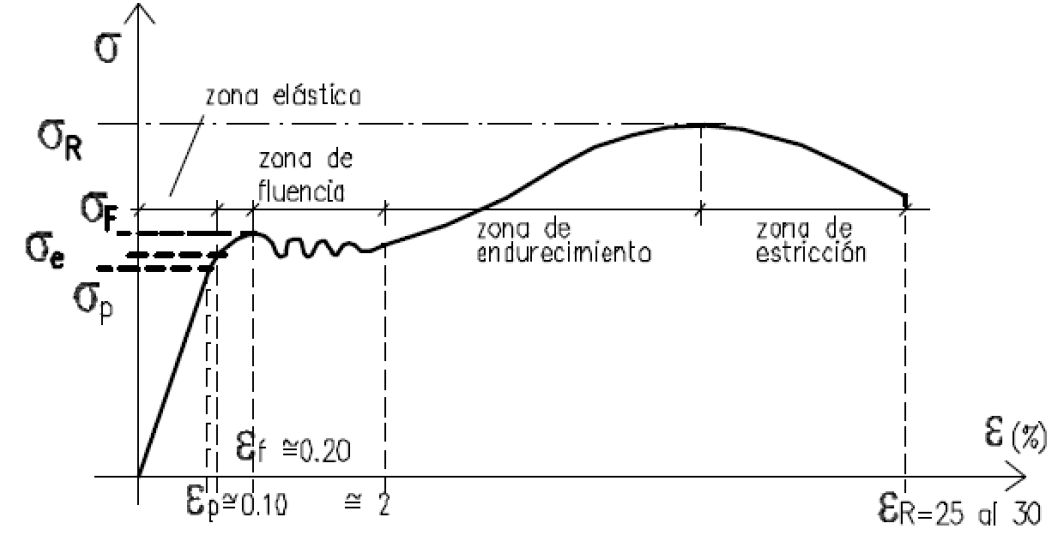 σ
zona elástica
σR
zona de
fluencia
σF
σe
σp
zona de
endurecimiento
zona de
estricción
εf ≅0.20
ε (%)
εp≅0.10
≅ 2
εR=25 al 30